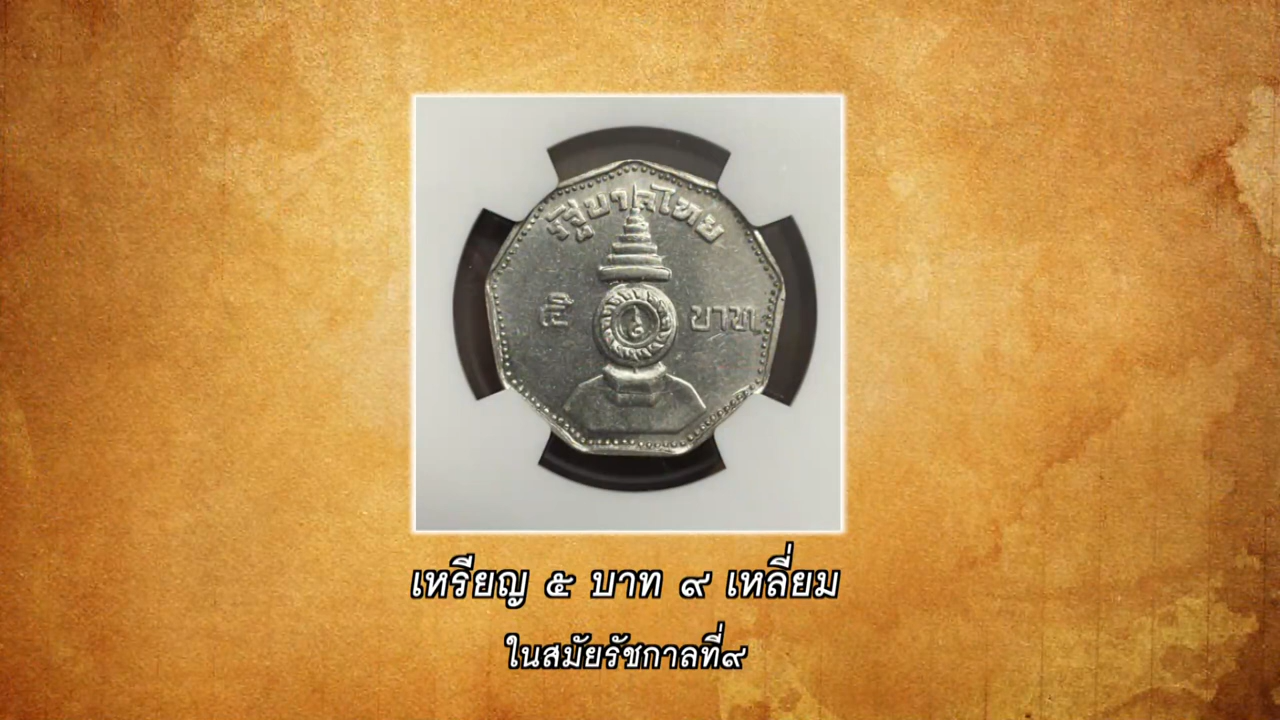 รัฐบาลไทย
๕ บาท
เหรียญ ๕ บาท ๙ เหลี่ยม
ในสมัยรัชกาลที่๙